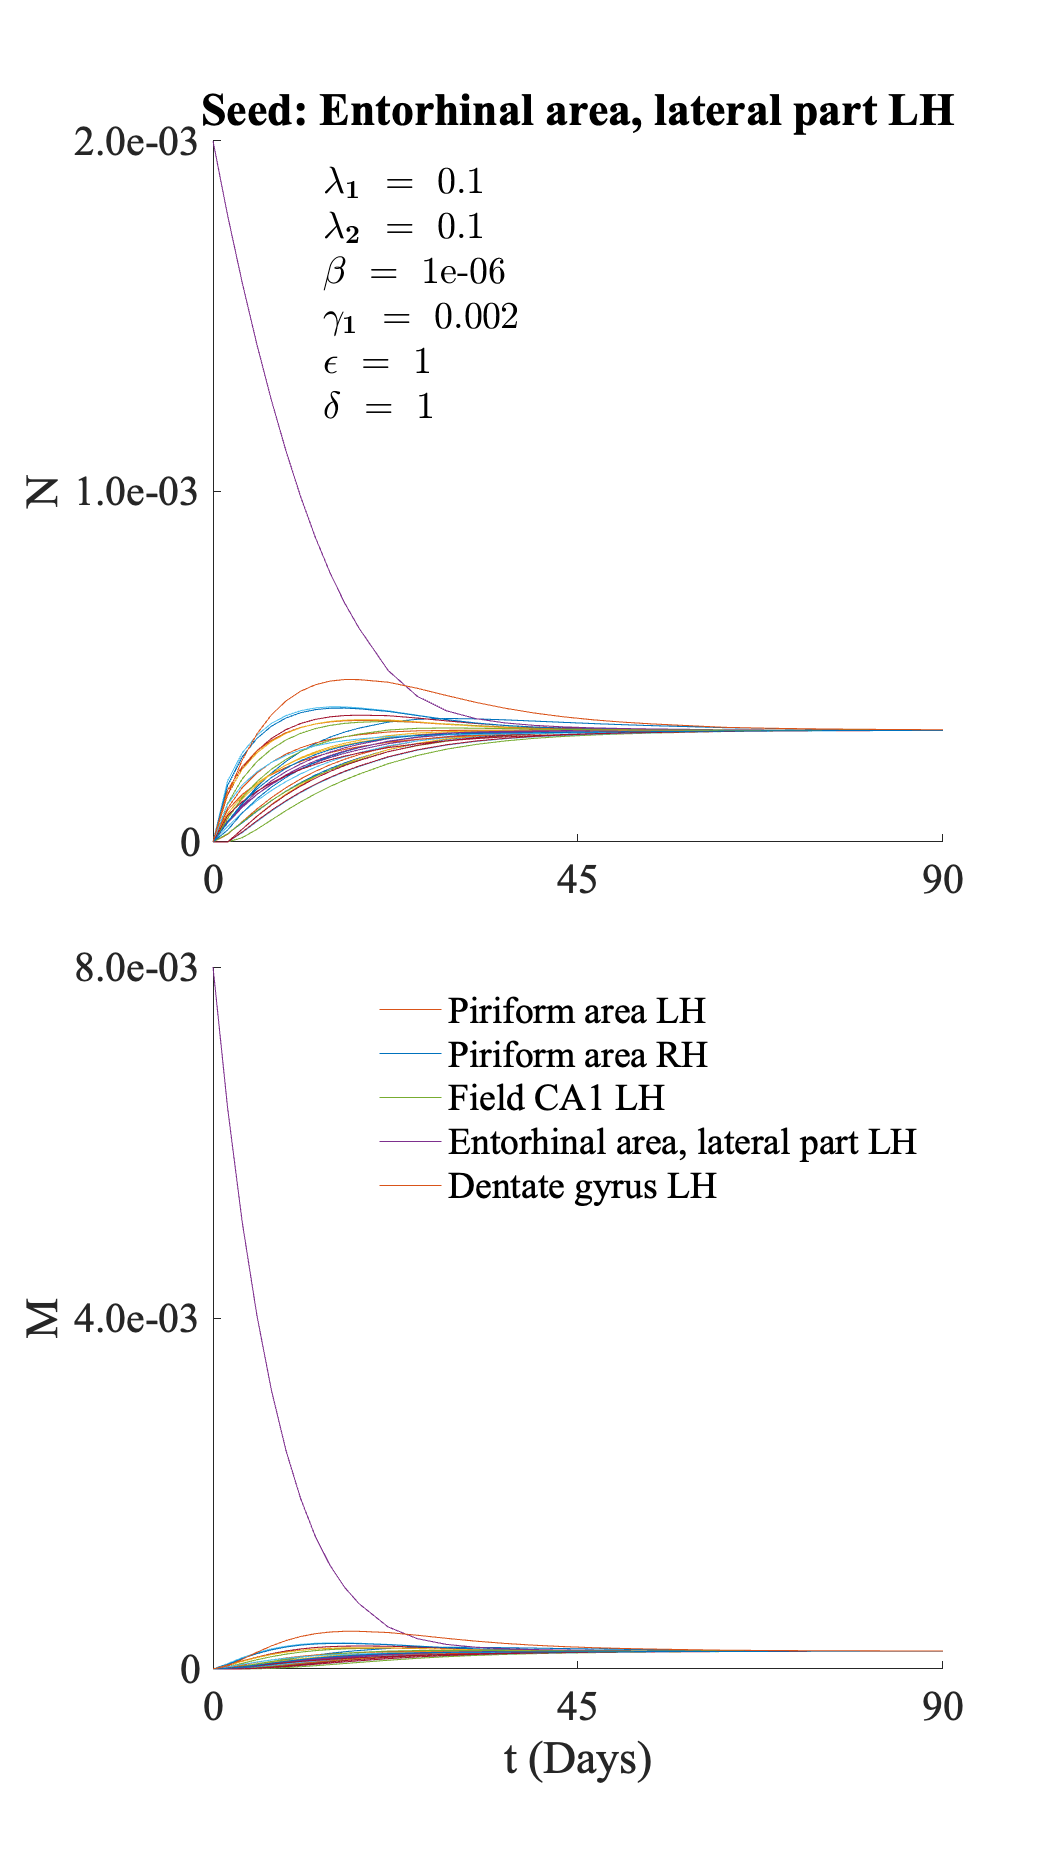 Seed: Entorhinal area, lateral part LH
2.0e-03
λ₁ = 0.1
λ₂ = 0.1
β = 1e-06
γ₁ = 0.002
ϵ = 1
δ = 1
N
1.0e-03
0
0 45 90
8.0e-03
Piriform area LH
Piriform area RH
Field CA1 LH
Entorhinal area, lateral part LH
Dentate gyrus LH
M
4.0e-03
0
0 45 90
t (Days)